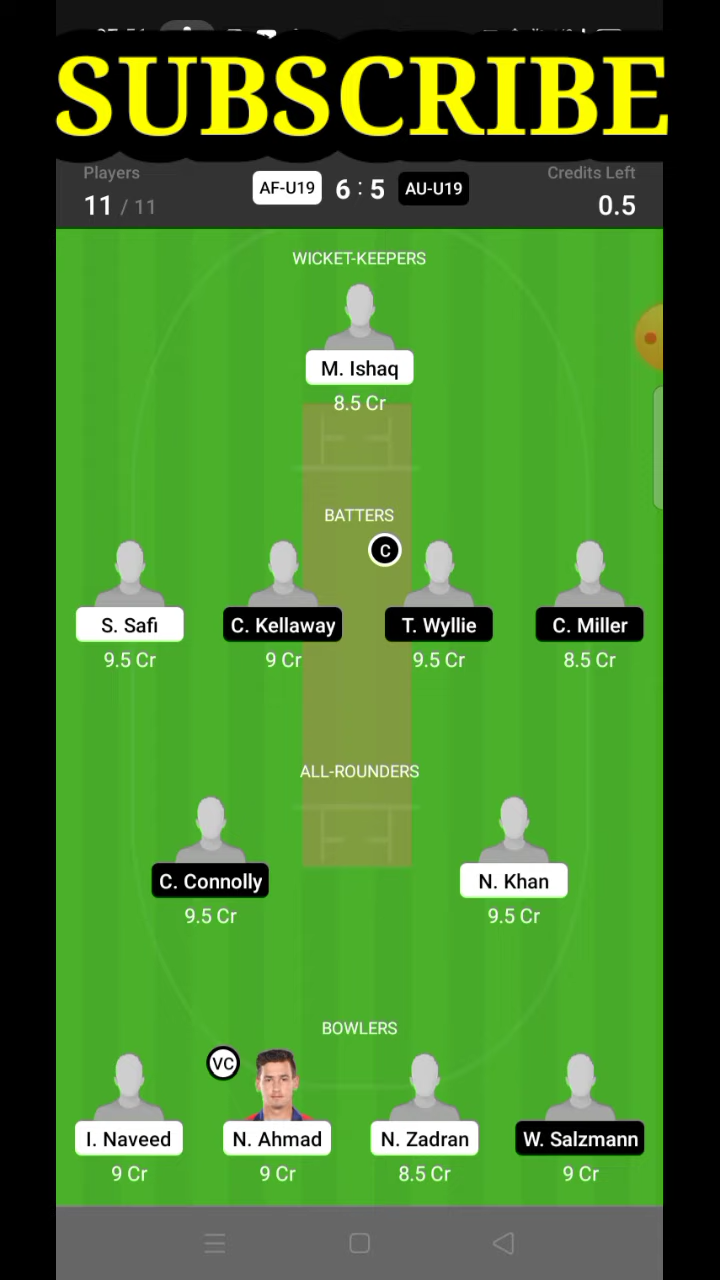 SUBSCRIBE
Players
Credits Left
11 / 11
AF-U19 6 : 5 AU-U19
0.5
WICKET-KEEPERS
M. Ishaq
8.5 Cr
BATTERS
C
S. Safi
C. Kellaway
T. Wyllie
C. Miller
9.5 Cr
9 Cr
9.5 Cr
8.5 Cr
ALL-ROUNDERS
C. Connolly
N. Khan
9.5 Cr
9.5 Cr
BOWLERS
VC
I. Naveed
N. Ahmad
N. Zadran
W. Salzmann
9 Cr
9 Cr
8.5 Cr
9 Cr